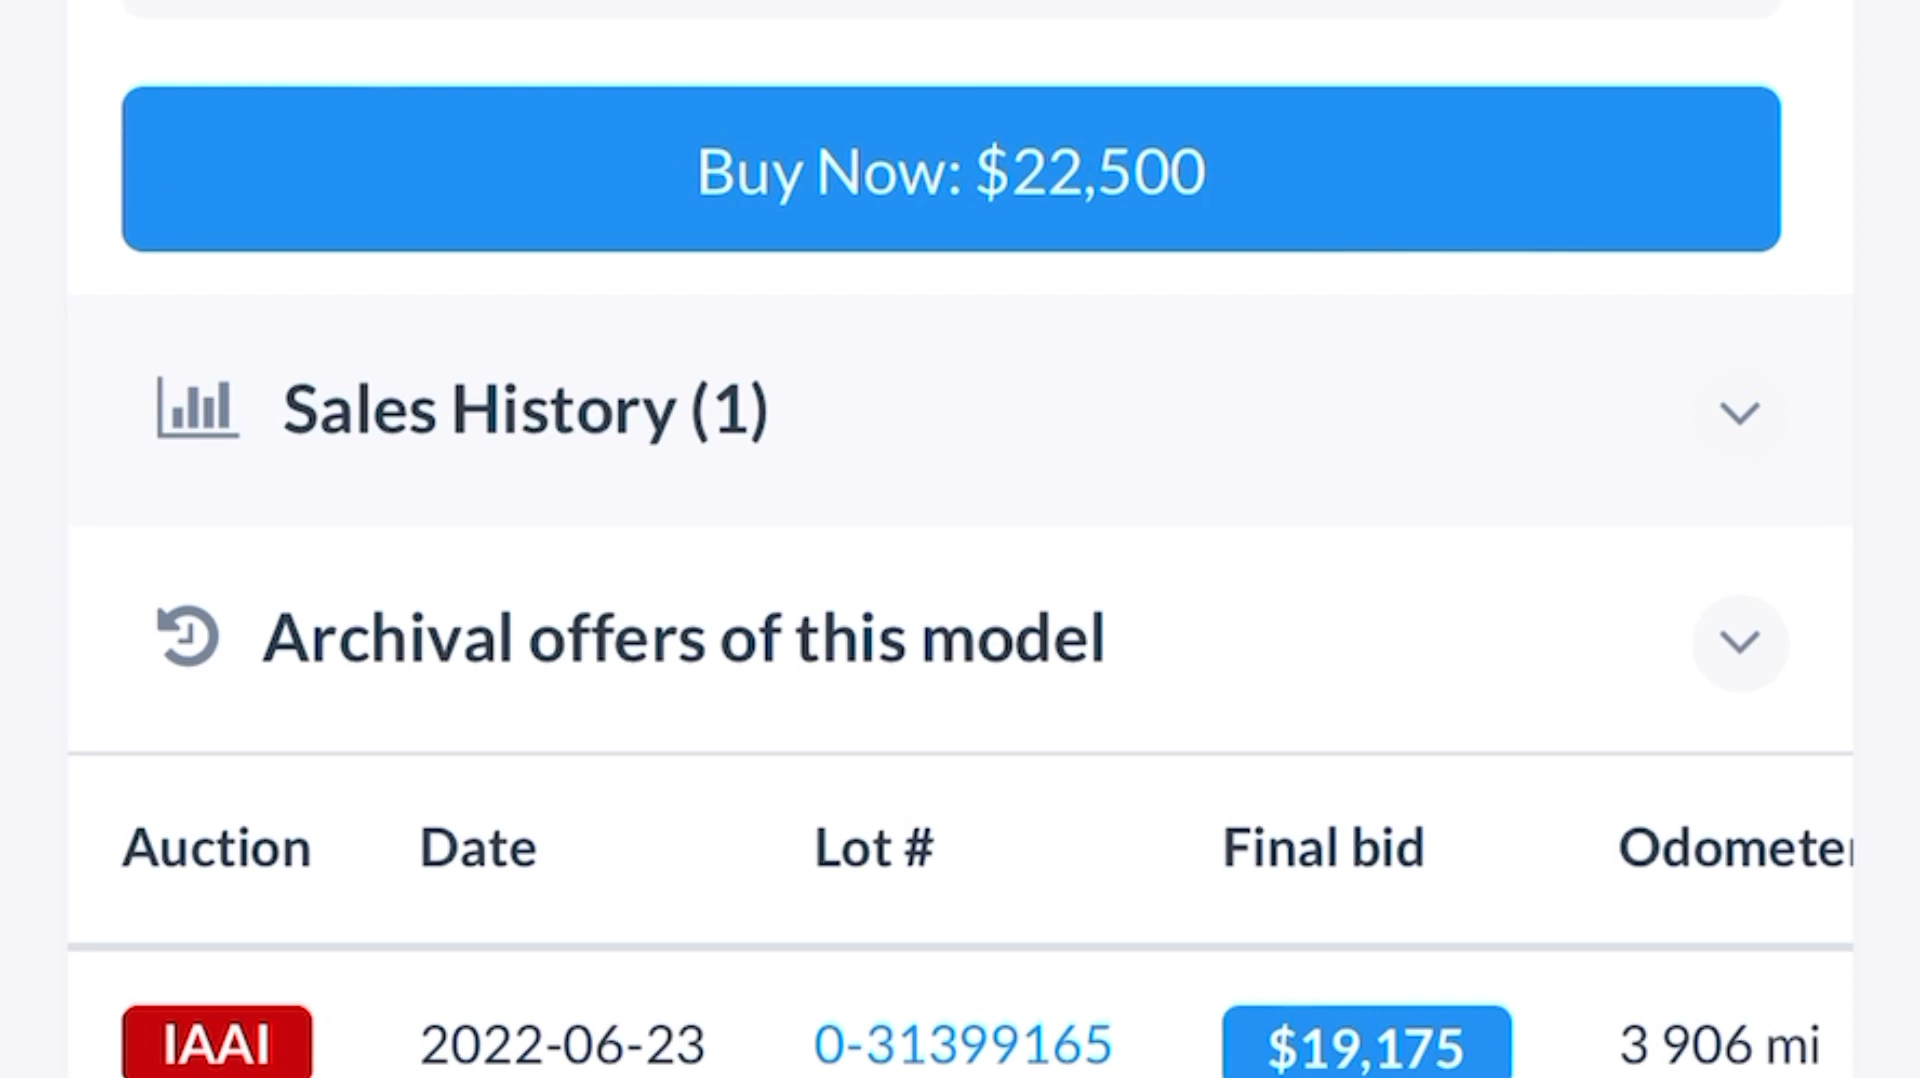 Buy Now: $22,500
Sales History (1)
Archival offers of this model
Auction Date Lot # Final bid Odometer
IAAI 2022-06-23 0-31399165 $19,175 3 906 mi